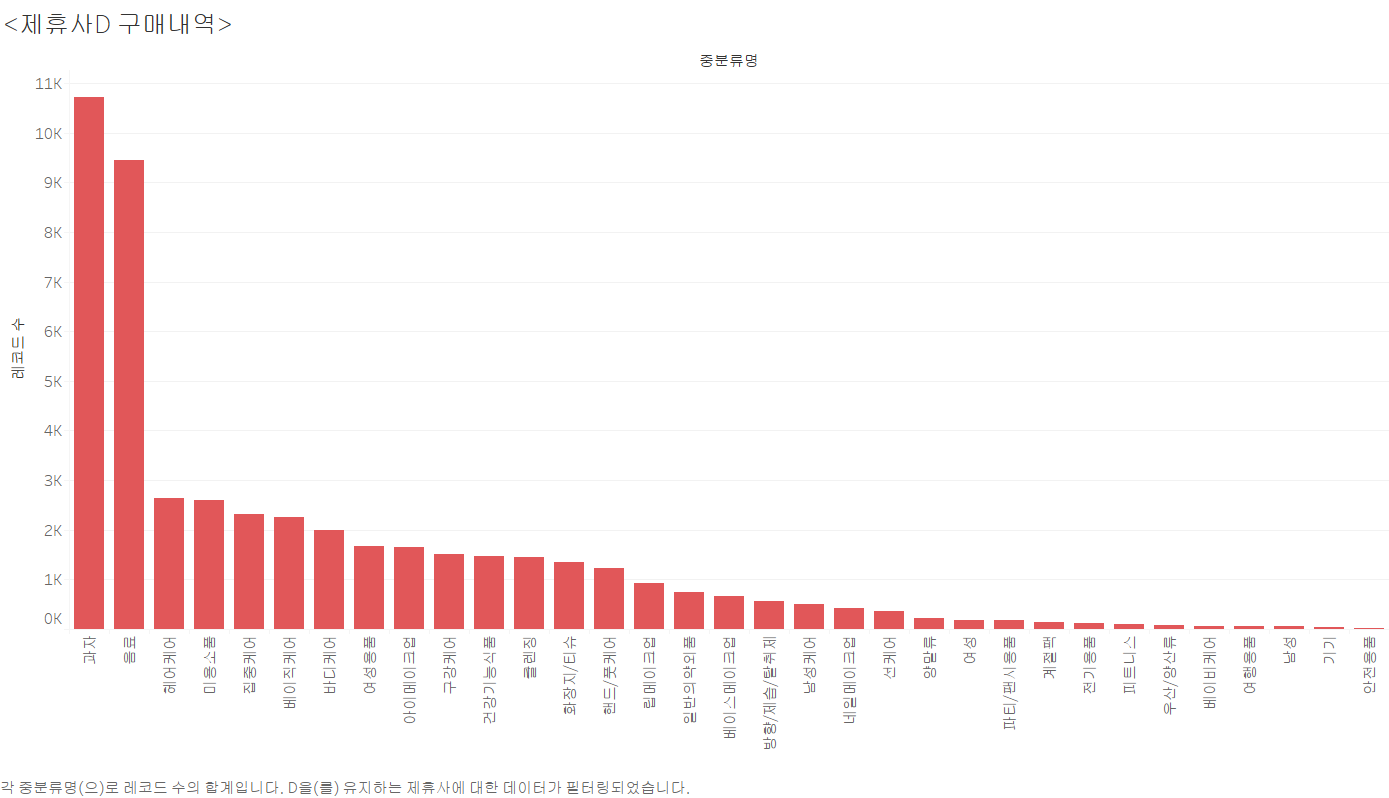 <제휴사D 구매내역>
중분류명
11K
10K
9K
8K
7K
6K
5K
4K
3K
2K
1K
0K
레코드 수
과자
음료
헤어케어
미용소품
집중케어
베이직케어
바디케어
여성용품
아이메이크업
구강케어
건강기능식품
클렌징
화장지/티슈
핸드/풋케어
립메이크업
일반의약외품
베이스메이크업
방향/제습/탈취제
남성케어
네일메이크업
선케어
양말류
여성
파티/팬시용품
계절팩
전기용품
피트니스
우산/양산류
베이비케어
여행용품
남성
기기
안전용품
각 중분류명(으)로 레코드 수의 합계입니다. D을(를) 유지하는 제휴사에 대한 데이터가 필터링되었습니다.